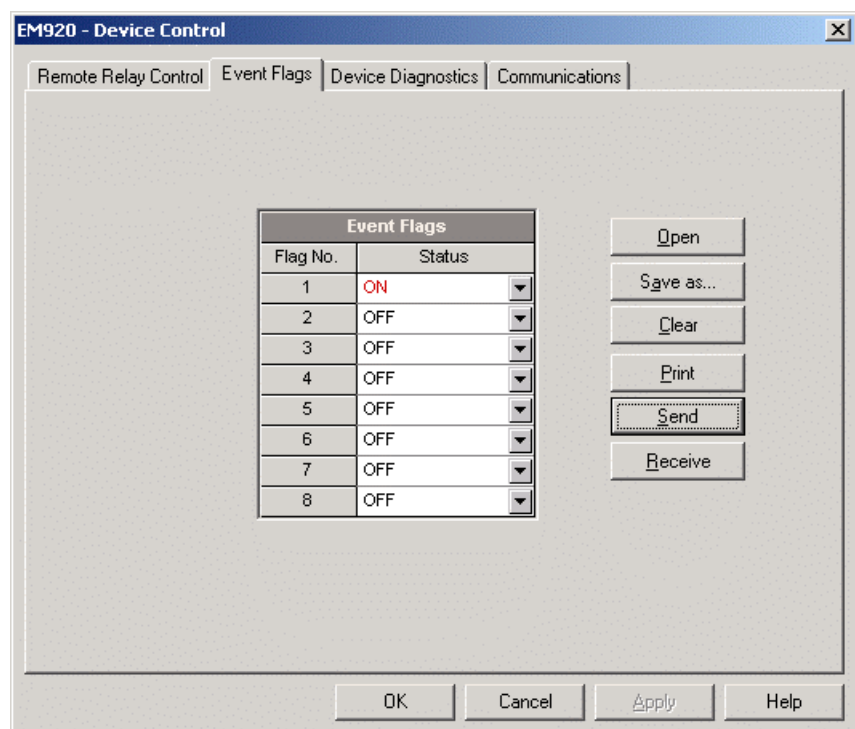 EM920 - Device Control
Remote Relay Control Event Flags Device Diagnostics Communications
Event Flags
Flag No. Status
1 ON
2 OFF
3 OFF
4 OFF
5 OFF
6 OFF
7 OFF
8 OFF
Open
Save as...
Clear
Print
Send
Receive
OK Cancel Apply Help